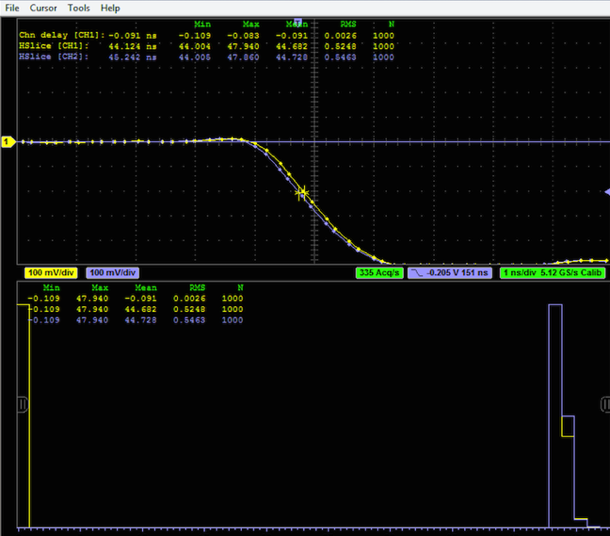 File Cursor Tools Help
Min Max Mean RMS N
Chn delay [CH1]: -0.091 ns -0.109 -0.083 -0.091 0.0026 1000
HSlice [CH1]: 44.124 ns 44.004 47.940 44.682 0.5248 1000
HSlice [CH2]: 45.242 ns 44.005 47.860 44.728 0.5463 1000
T
1
100 mV/div 100 mV/div 335 Acq/s -0.205 V 151 ns 1 ns/div 5.12 GS/s Calib
Min Max Mean RMS N
-0.109 47.940 -0.091 0.0026 1000
-0.109 47.940 44.682 0.5248 1000
-0.109 47.940 44.728 0.5463 1000